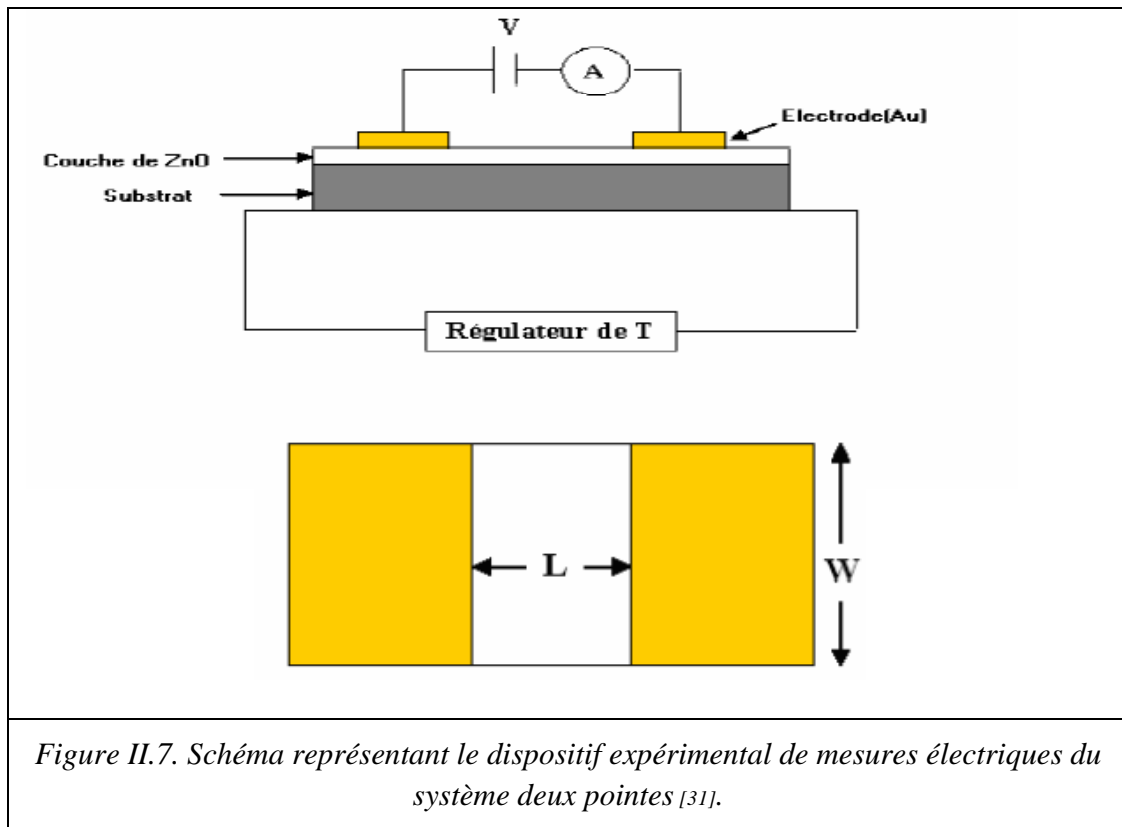 V
A
Electrode(Au)
Couche de ZnO
Substrat
Régulateur de T
L
W
Figure II.7. Schéma représentant le dispositif expérimental de mesures électriques du
système deux pointes [31].